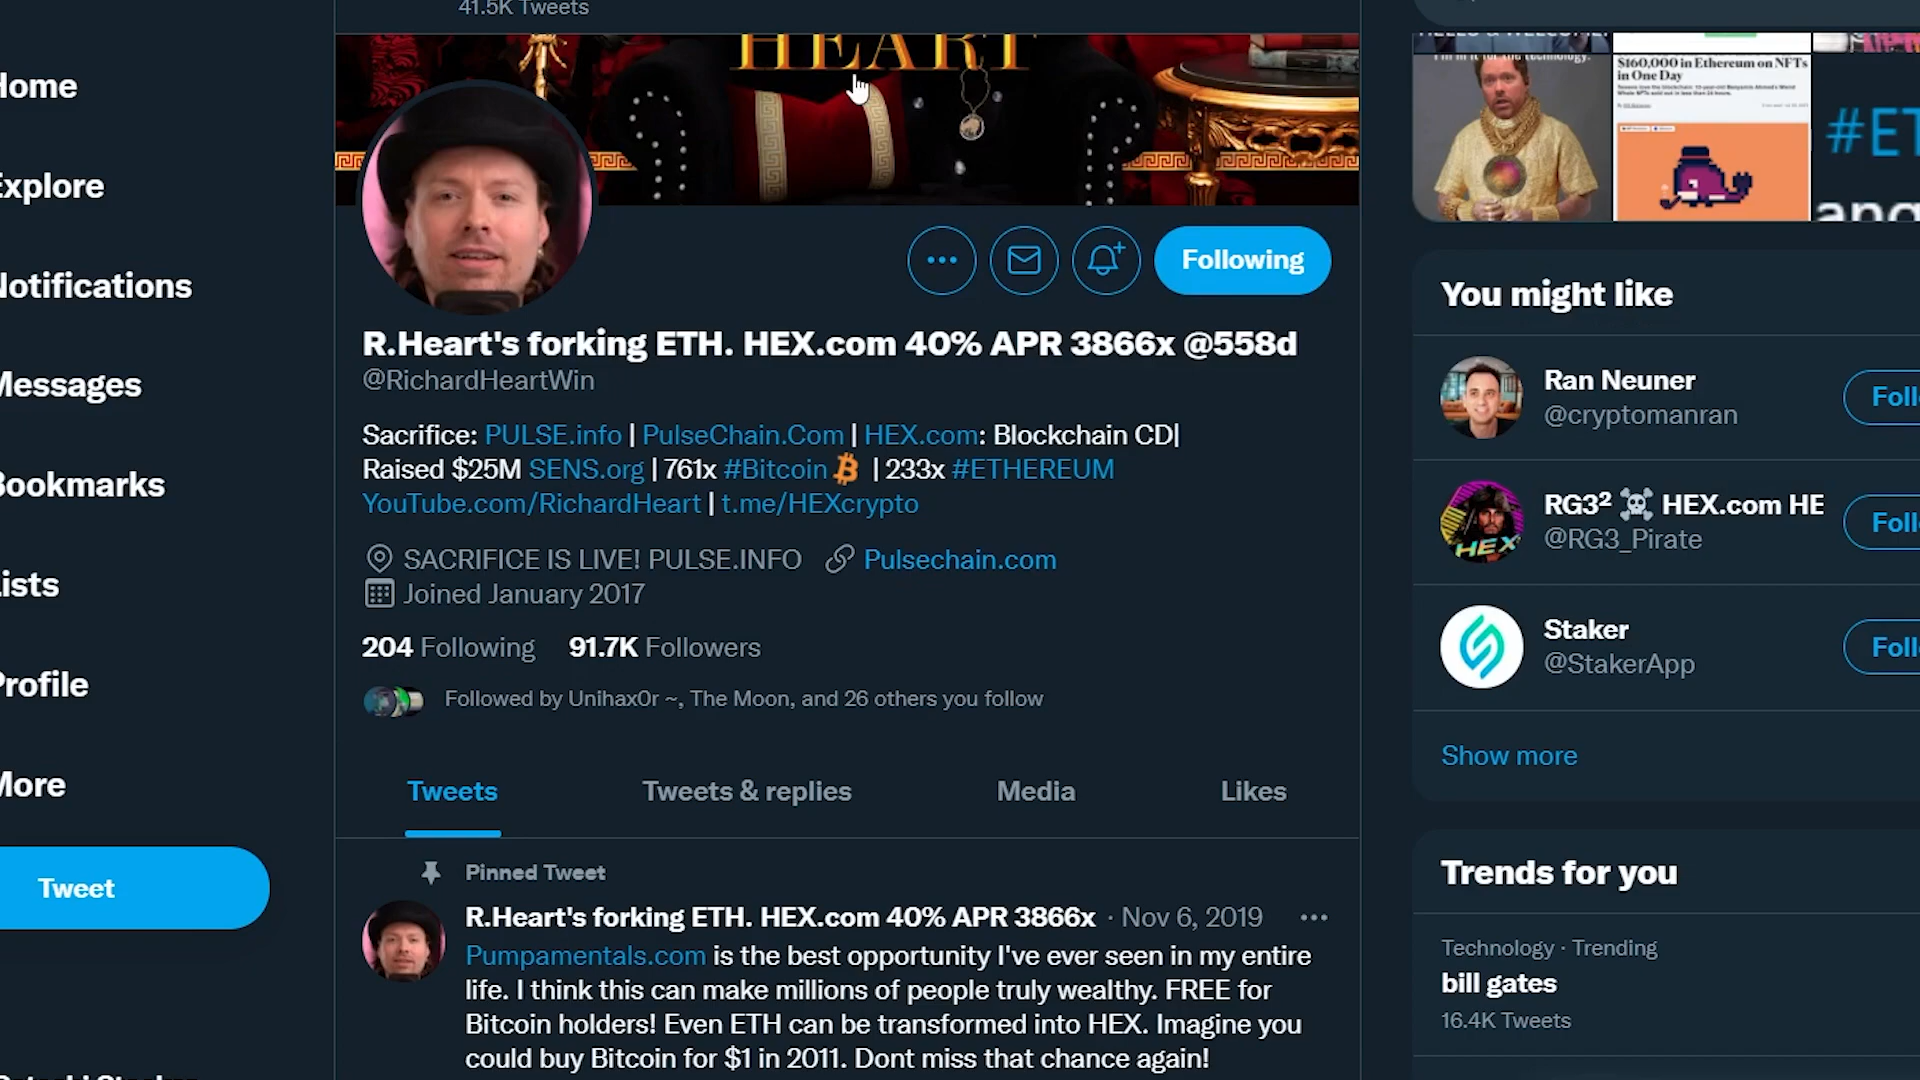 41.5K Tweets
HEART
Home
Explore
Notifications
Messages
Bookmarks
Lists
Profile
More
Tweet
Following
R.Heart's forking ETH. HEX.com 40% APR 3866x @558d
@RichardHeartWin
Sacrifice: PULSE.info | PulseChain.Com | HEX.com: Blockchain CD|
Raised $25M SENS.org | 761x #Bitcoin | 233x #ETHEREUM
YouTube.com/RichardHeart | t.me/HEXcrypto
SACRIFICE IS LIVE! PULSE.INFO Pulsechain.com
Joined January 2017
204 Following 91.7K Followers
Followed by Unihax0r ~, The Moon, and 26 others you follow
Tweets Tweets & replies Media Likes
Pinned Tweet
R.Heart's forking ETH. HEX.com 40% APR 3866x · Nov 6, 2019
Pumpamentals.com is the best opportunity I've ever seen in my entire
life. I think this can make millions of people truly wealthy. FREE for
Bitcoin holders! Even ETH can be transformed into HEX. Imagine you
could buy Bitcoin for $1 in 2011. Dont miss that chance again!
I'm in it for the technology.
$160,000 in Ethereum on NFTs
in One Day
#ET
ang
You might like
Ran Neuner
@cryptomanran
Foll
RG3² HEX.com HE
@RG3_Pirate
HEX
Foll
Staker
@StakerApp
Foll
Show more
Trends for you
Technology · Trending
bill gates
16.4K Tweets